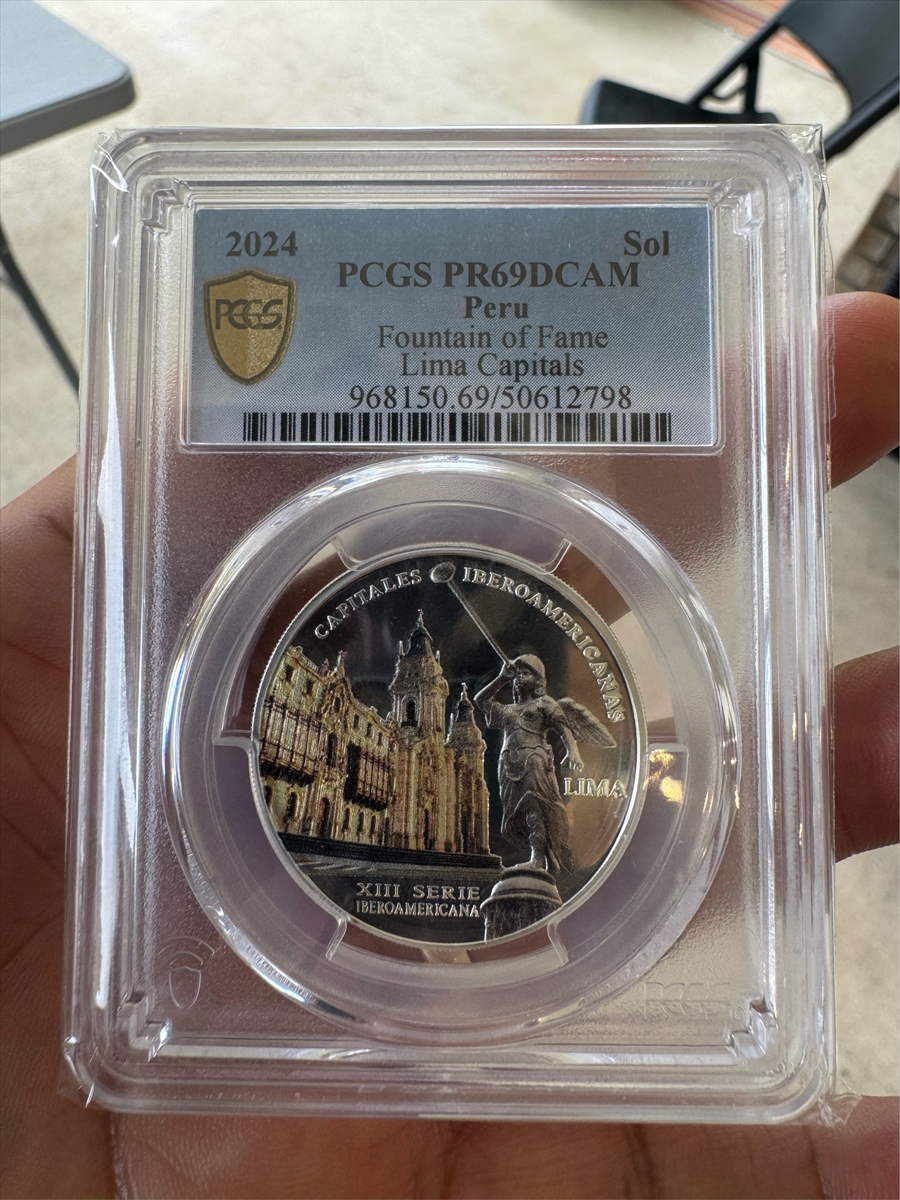 2024 Sol
PCGS PR69DCAM
PCGS
Peru
Fountain of Fame
Lima Capitals
968150.69/50612798
CAPITALES IBEROAMERICANAS
LIMA
XIII SERIE
IBEROAMERICANA
PCGS